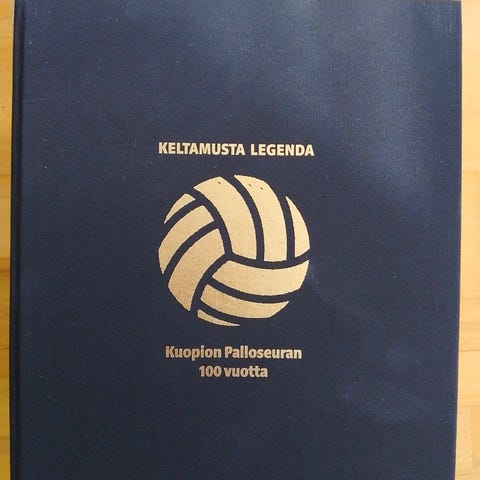 KELTAMUSTA LEGENDA
Kuopion Palloseuran
100 vuotta